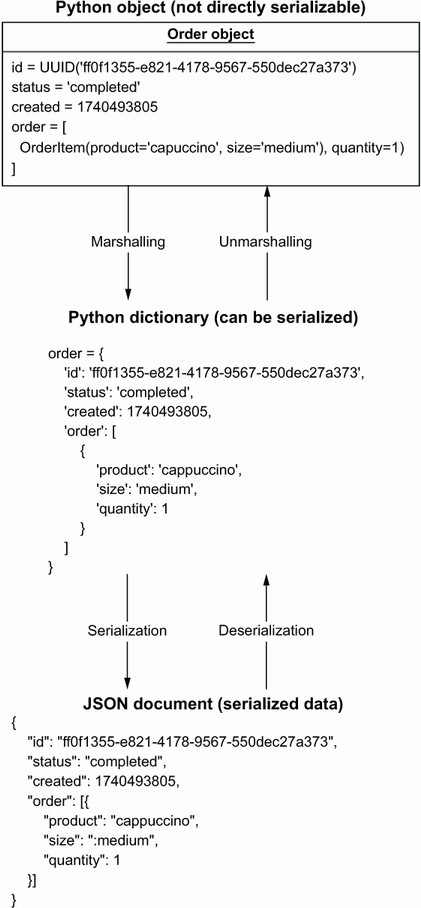 Python object (not directly serializable)
Order object
id = UUID('ff0f1355-e821-4178-9567-550dec27a373')
status = 'completed'
created = 1740493805
order = [
OrderItem(product='capuccino', size='medium'), quantity=1)
]
Marshalling
Unmarshalling
Python dictionary (can be serialized)
order = {
'id': 'ff0f1355-e821-4178-9567-550dec27a373',
'status': 'completed',
'created': 1740493805,
'order': [
{
'product': 'cappuccino',
'size': 'medium',
'quantity': 1
}
]
}
Serialization
Deserialization
JSON document (serialized data)
{
"id": "ff0f1355-e821-4178-9567-550dec27a373",
"status": "completed",
"created": 1740493805,
"order": [{
"product": "cappuccino",
"size": ":medium",
"quantity": 1
}]
}